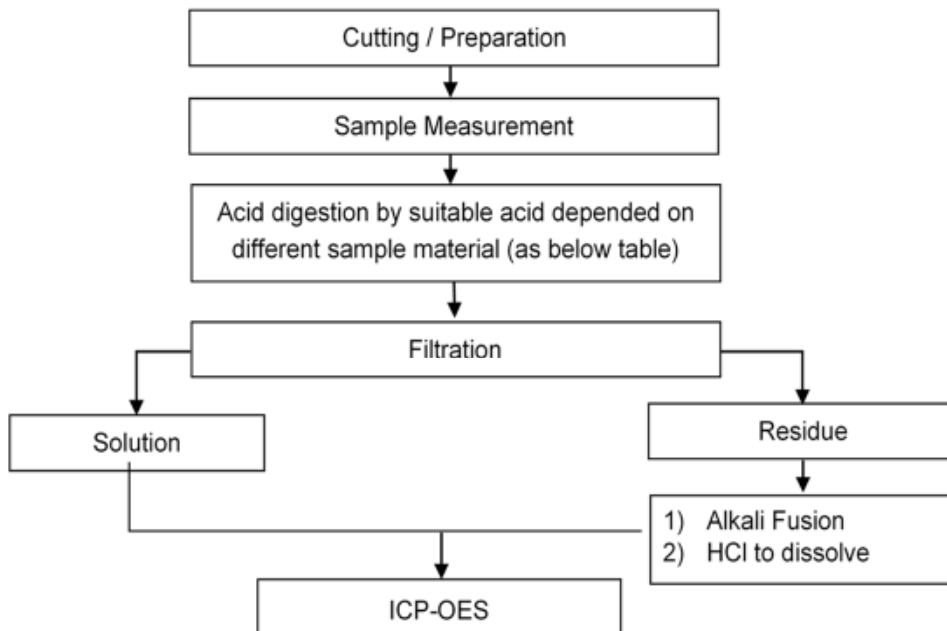 Cutting / Preparation
Sample Measurement
Acid digestion by suitable acid depended on
different sample material (as below table)
Filtration
Solution
Residue
1) Alkali Fusion
2) HCl to dissolve
ICP-OES